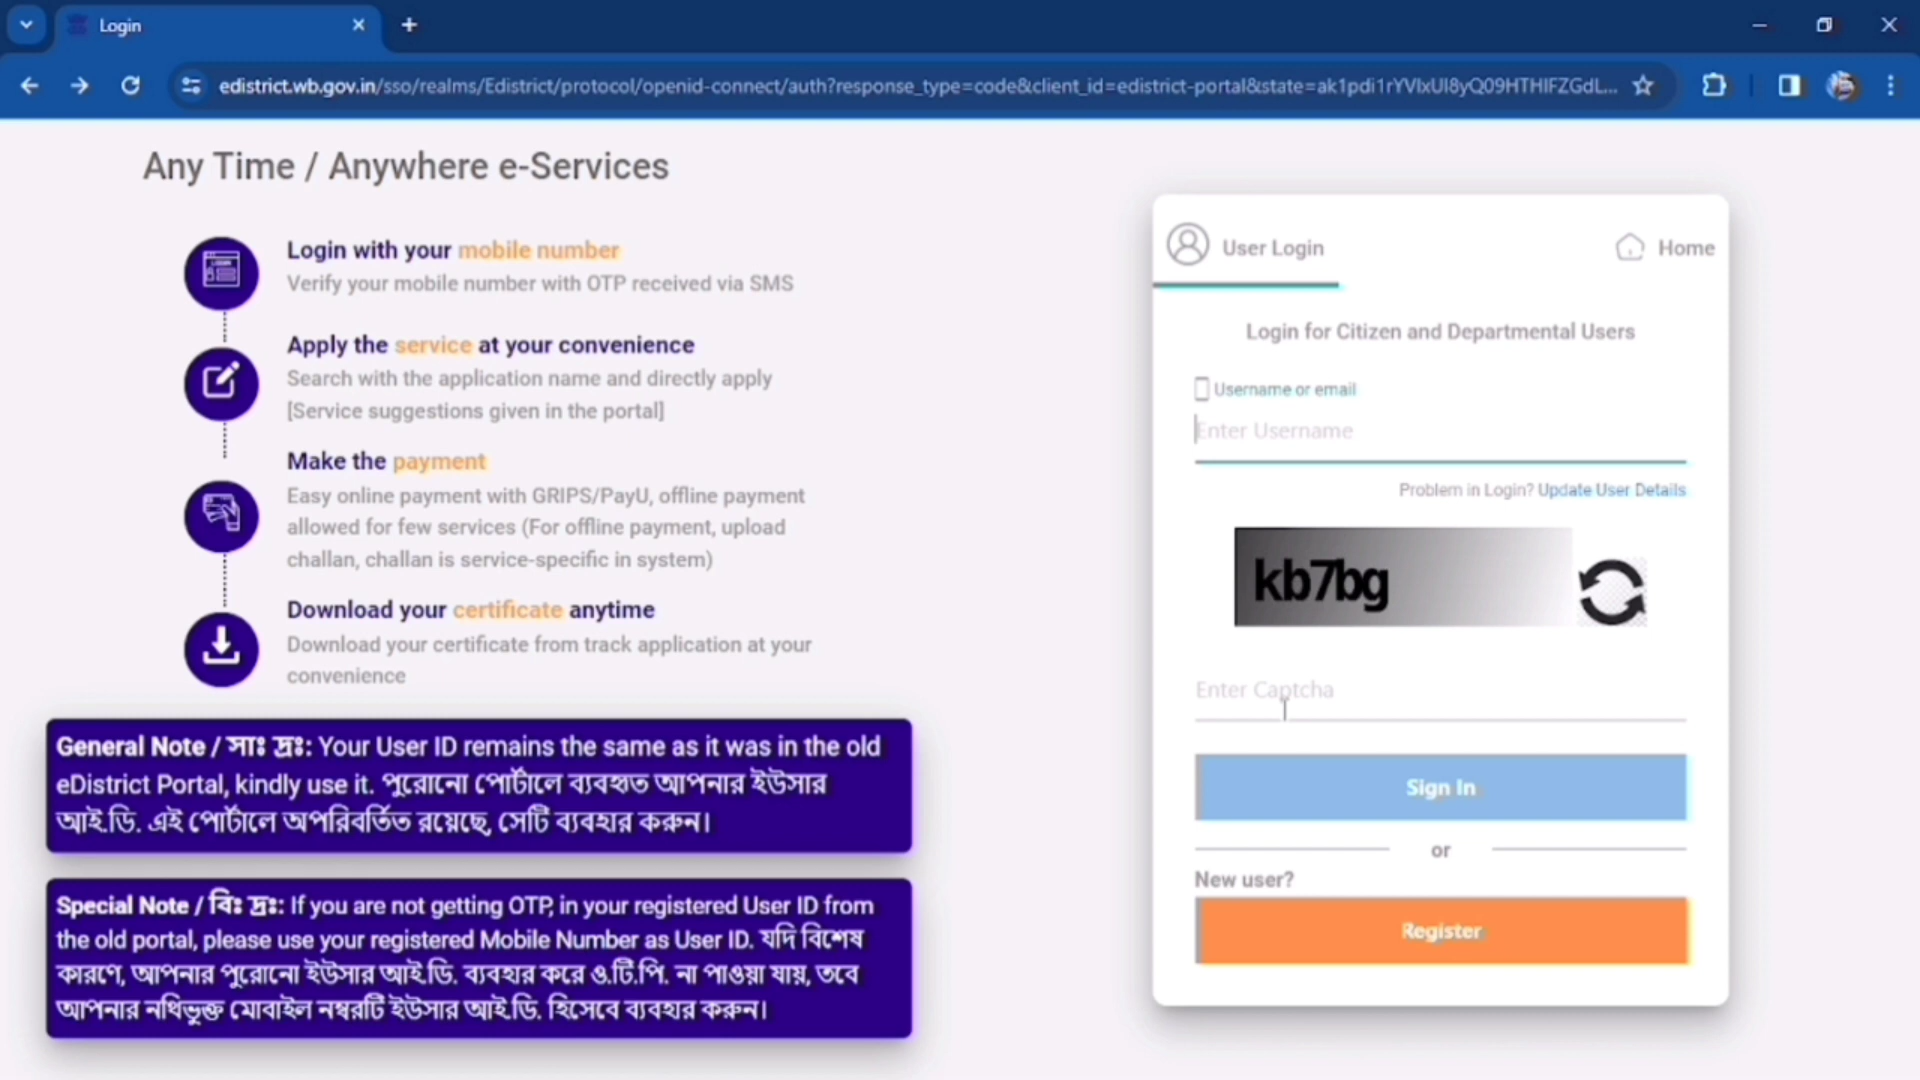 Login
edistrict.wb.gov.in/sso/realms/Edistrict/protocol/openid-connect/auth?response_type=code&client_id=edistrict-portal&state=ak1pdi1rYVlxUl8yQ09HTHlFZGdL...
Any Time / Anywhere e-Services
Login with your mobile number
Verify your mobile number with OTP received via SMS
Apply the service at your convenience
Search with the application name and directly apply
[Service suggestions given in the portal]
Make the payment
Easy online payment with GRIPS/PayU, offline payment
allowed for few services (For offline payment, upload
challan, challan is service-specific in system)
Download your certificate anytime
Download your certificate from track application at your
convenience
General Note / সাঃ দ্রঃ: Your User ID remains the same as it was in the old
eDistrict Portal, kindly use it. পুরোনো পোর্টালে ব্যবহৃত আপনার ইউসার
আই.ডি. এই পোর্টালে অপরিবর্তিত রয়েছে, সেটি ব্যবহার করুন।
Special Note / বিঃ দ্রঃ: If you are not getting OTP, in your registered User ID from
the old portal, please use your registered Mobile Number as User ID. যদি বিশেষ
কারণে, আপনার পুরোনো ইউসার আই.ডি. ব্যবহার করে ও.টি.পি. না পাওয়া যায়, তবে
আপনার নথিভুক্ত মোবাইল নম্বরটি ইউসার আই.ডি. হিসেবে ব্যবহার করুন।
User Login
Home
Login for Citizen and Departmental Users
Username or email
Enter Username
Problem in Login? Update User Details
kb7bg
Enter Captcha
Sign In
or
New user?
Register